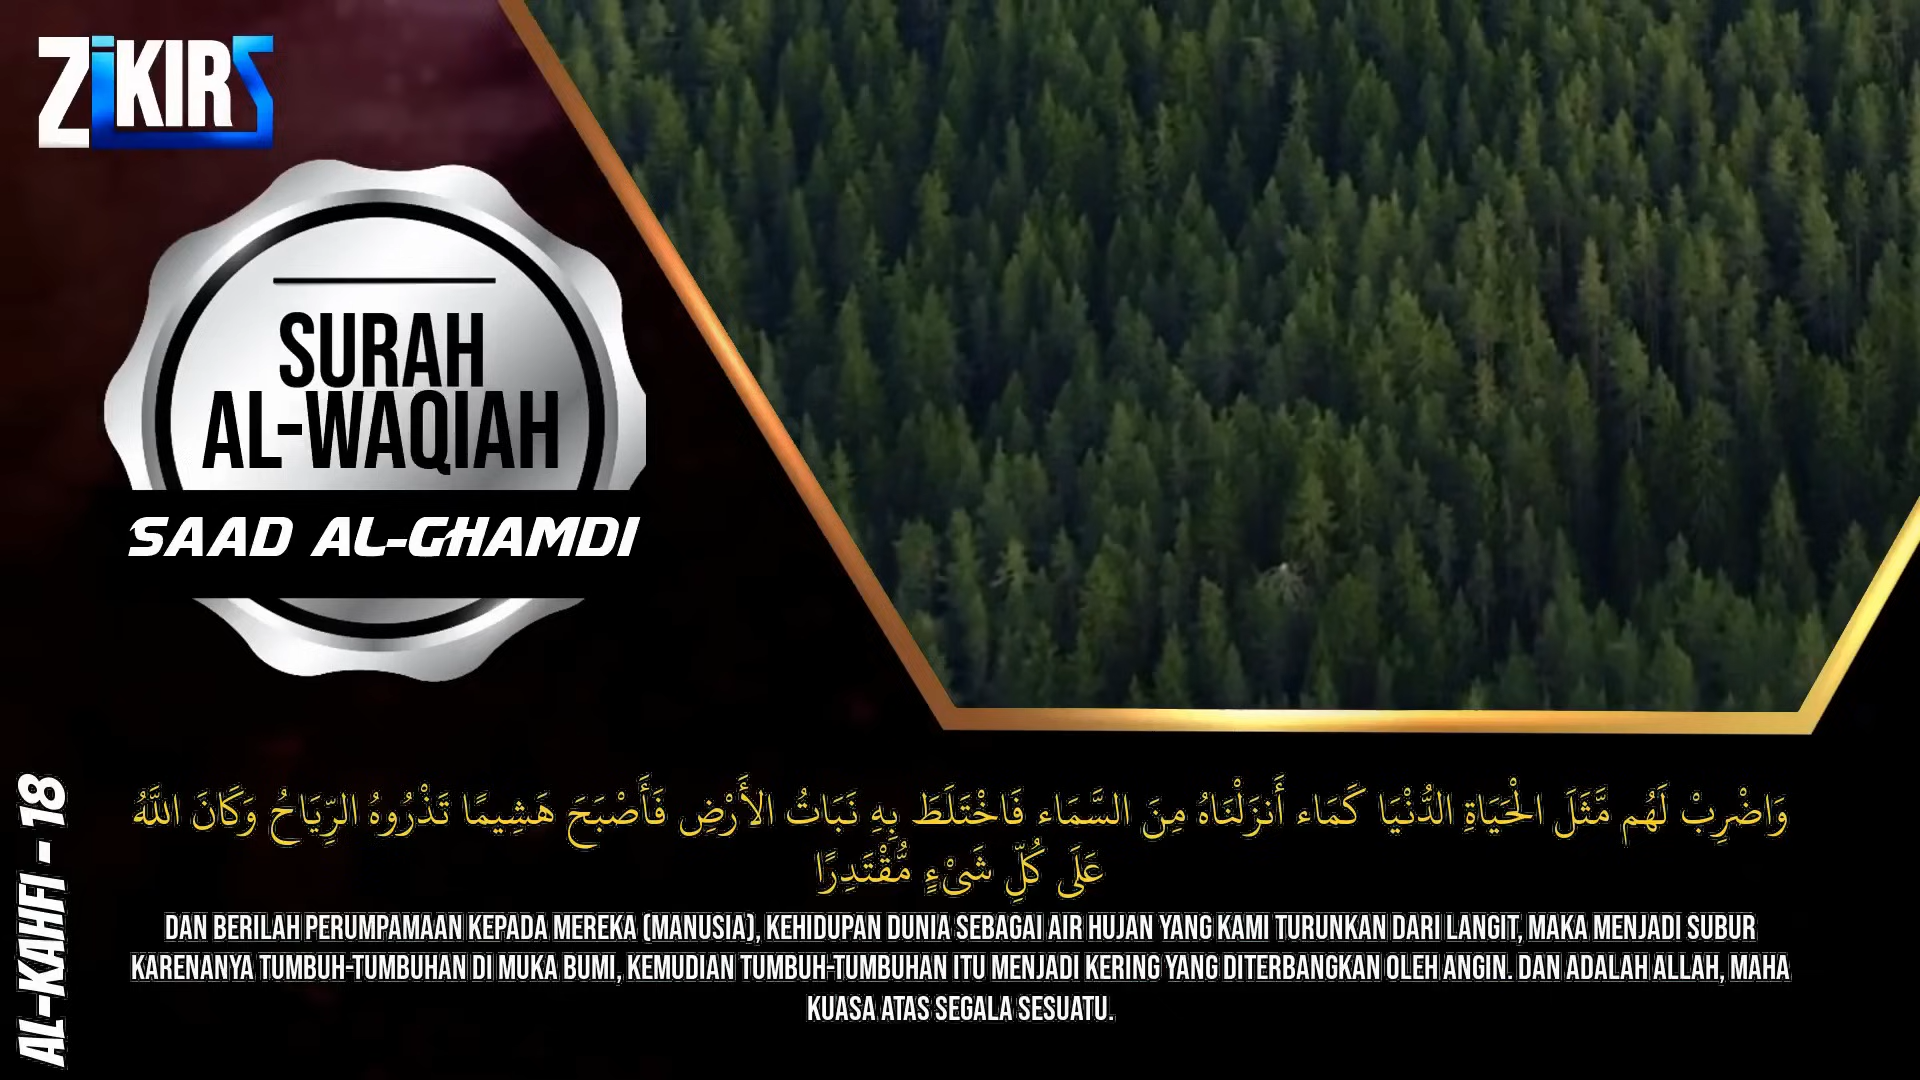 ZiKIRS
SURAH
AL-WAQIAH
SAAD AL-GHAMDI
AL-KAHFI - 18
وَاضْرِبْ لَهُم مَّثَلَ الْحَيَاةِ الدُّنْيَا كَمَاء أَنزَلْنَاهُ مِنَ السَّمَاء فَاخْتَلَطَ بِهِ نَبَاتُ الأَرْضِ فَأَصْبَحَ هَشِيمًا تَذْرُوهُ الرِّيَاحُ وَكَانَ اللَّهُ
عَلَى كُلِّ شَيْءٍ مُّقْتَدِرًا
DAN BERILAH PERUMPAMAAN KEPADA MEREKA (MANUSIA), KEHIDUPAN DUNIA SEBAGAI AIR HUJAN YANG KAMI TURUNKAN DARI LANGIT, MAKA MENJADI SUBUR
KARENANYA TUMBUH-TUMBUHAN DI MUKA BUMI, KEMUDIAN TUMBUH-TUMBUHAN ITU MENJADI KERING YANG DITERBANGKAN OLEH ANGIN. DAN ADALAH ALLAH, MAHA
KUASA ATAS SEGALA SESUATU.